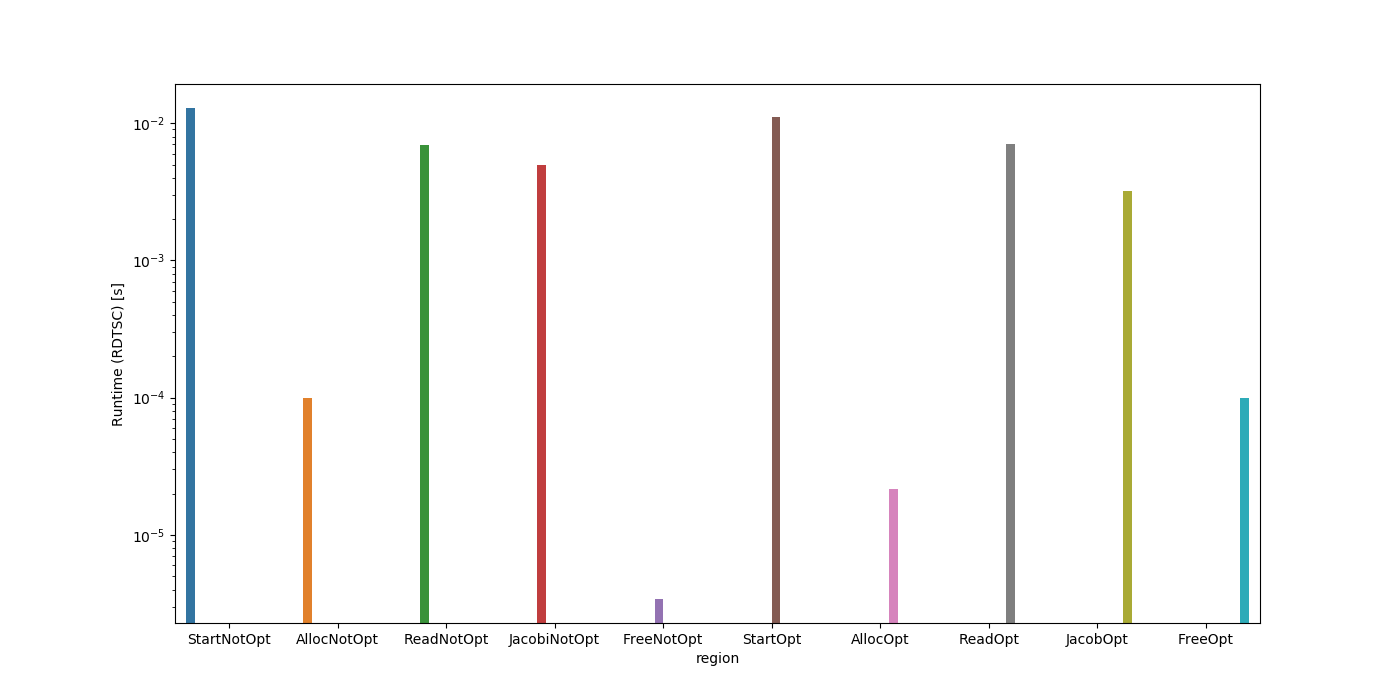 10⁻²
10⁻³
10⁻⁴
10⁻⁵
Runtime (RDTSC) [s]
StartNotOpt AllocNotOpt ReadNotOpt JacobiNotOpt FreeNotOpt StartOpt AllocOpt ReadOpt JacobOpt FreeOpt
region